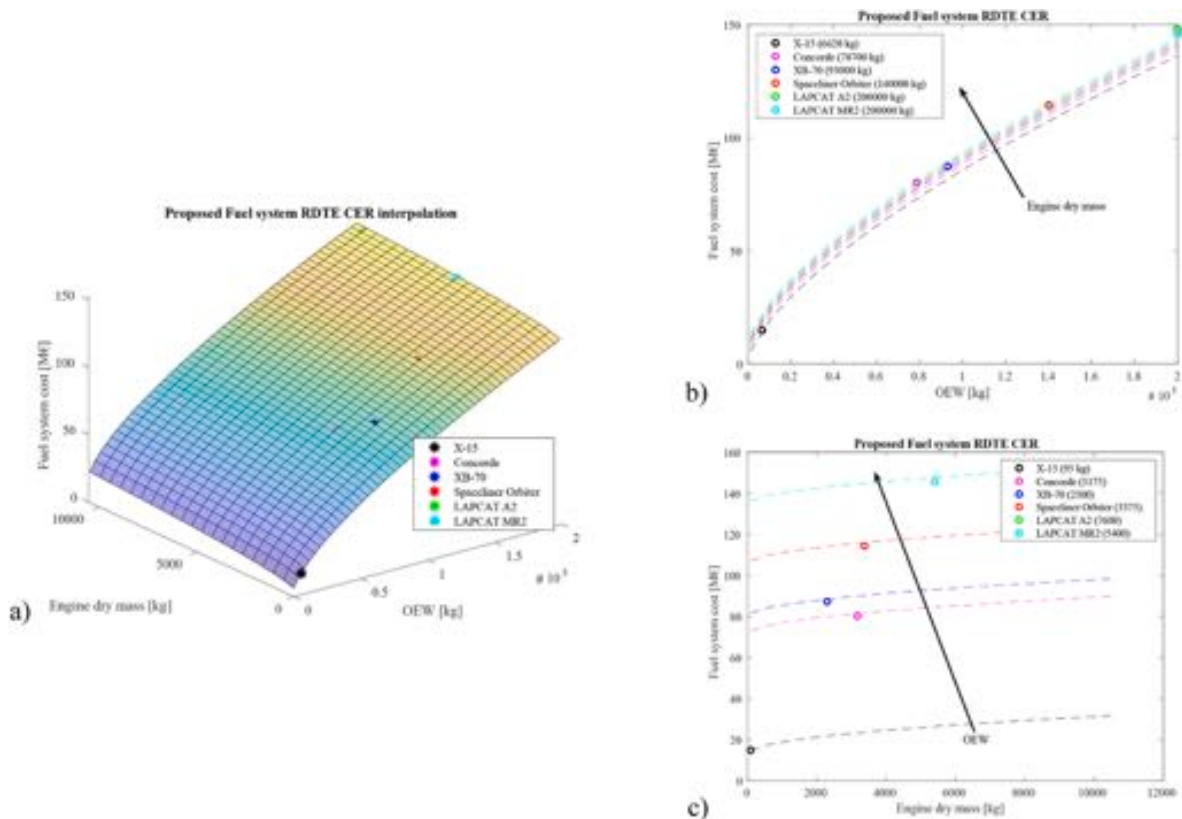 Proposed Fuel system RDTE CER interpolation
Fuel system cost [M€]
150
100
50
0
10000
5000
0
Engine dry mass [kg]
0
0.5
1
1.5
2
OEW [kg]
X-15
Concorde
XB-70
Spaceliner Orbiter
LAPCAT A2
LAPCAT MR2
a)
Proposed Fuel system RDTE CER
Fuel system cost [M€]
150
100
50
0
X-15 (6620 kg)
Concorde (78700 kg)
XB-70 (93000 kg)
Spaceliner Orbiter (140000 kg)
LAPCAT A2 (200000 kg)
LAPCAT MR2 (200000 kg)
Engine dry mass
0
0.2
0.4
0.6
0.8
1
1.2
1.4
1.6
1.8
2
OEW [kg]
b)
Proposed Fuel system RDTE CER
Fuel system cost [M€]
160
140
120
100
80
60
40
20
0
X-15 (95 kg)
Concorde (3175)
XB-70 (2300)
Spaceliner Orbiter (3375)
LAPCAT A2 (7600)
LAPCAT MR2 (5400)
OEW
0
2000
4000
6000
8000
10000
12000
Engine dry mass [kg]
c)